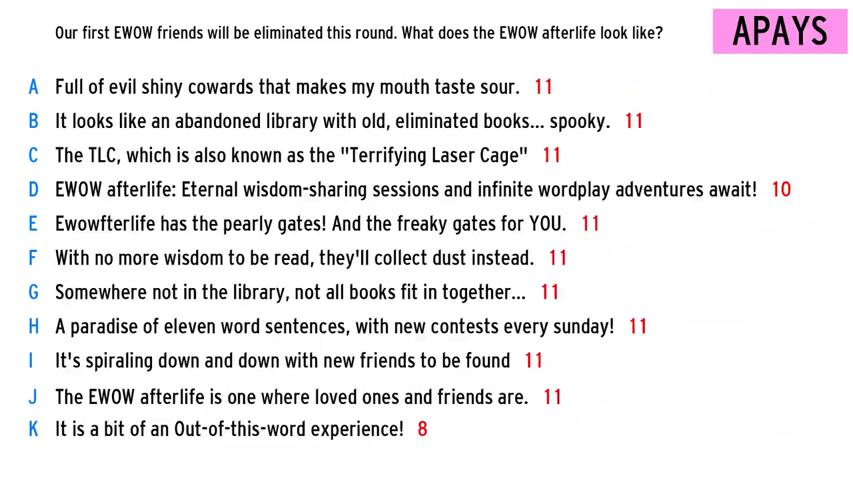 Our first EWOW friends will be eliminated this round. What does the EWOW afterlife look like?
APAYS
A Full of evil shiny cowards that makes my mouth taste sour. 11
B It looks like an abandoned library with old, eliminated books... spooky. 11
C The TLC, which is also known as the "Terrifying Laser Cage" 11
D EWOW afterlife: Eternal wisdom-sharing sessions and infinite wordplay adventures await! 10
E Ewowfterlife has the pearly gates! And the freaky gates for YOU. 11
F With no more wisdom to be read, they'll collect dust instead. 11
G Somewhere not in the library, not all books fit in together... 11
H A paradise of eleven word sentences, with new contests every sunday! 11
I It's spiraling down and down with new friends to be found 11
J The EWOW afterlife is one where loved ones and friends are. 11
K It is a bit of an Out-of-this-word experience! 8